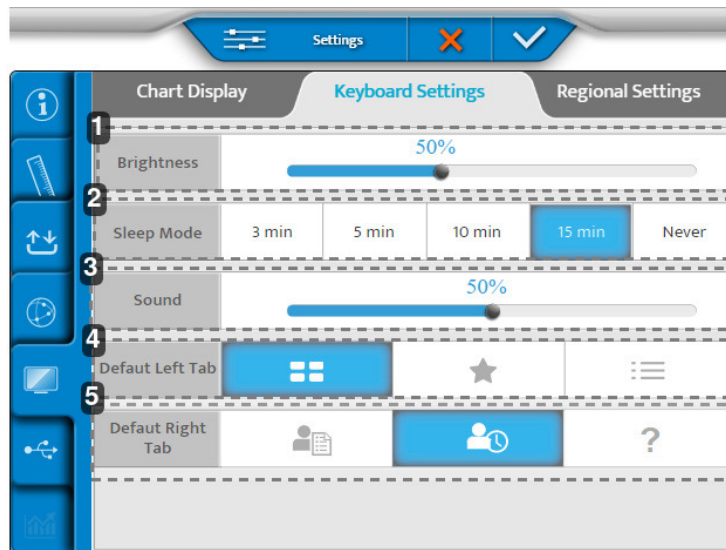 Settings
Chart Display Keyboard Settings Regional Settings
1
50%
Brightness
2
Sleep Mode 3 min 5 min 10 min 15 min Never
3
50%
Sound
4
Defaut Left Tab
5
Defaut Right
Tab
?